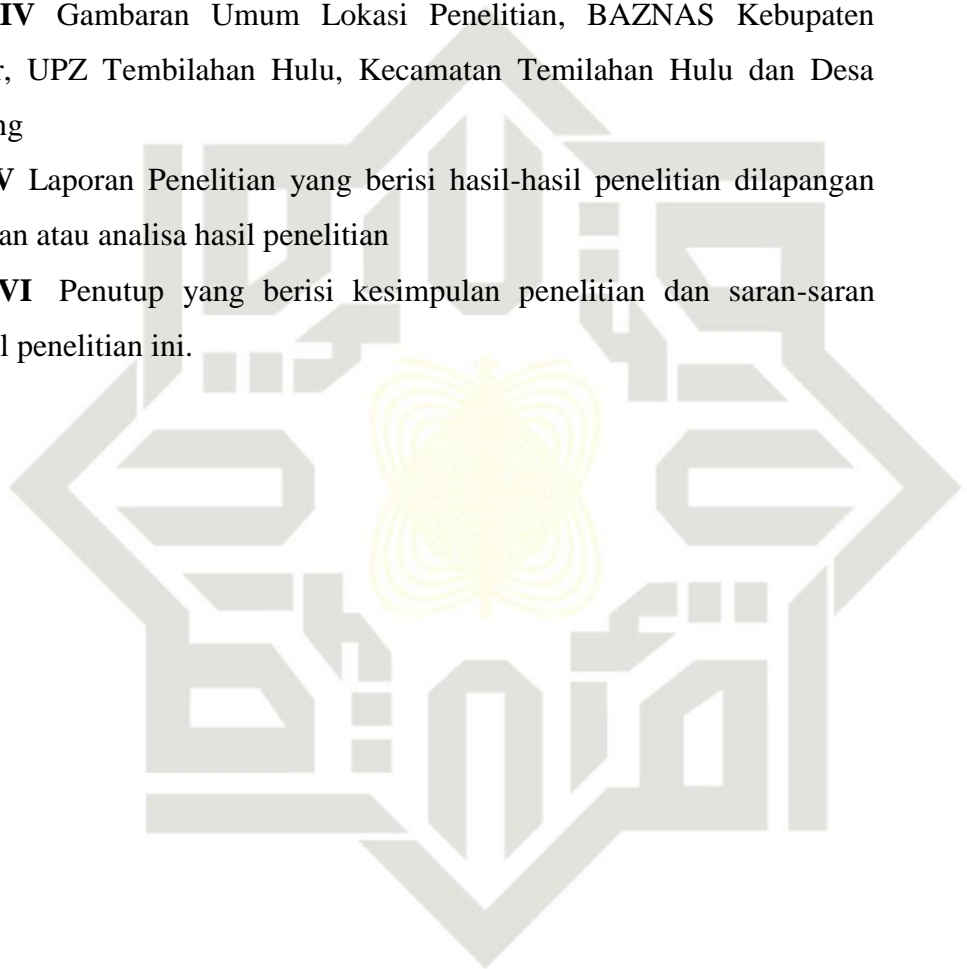 IV Gambaran Umum Lokasi Penelitian, BAZNAS Kebupaten
r, UPZ Tembilahan Hulu, Kecamatan Temilahan Hulu dan Desa
ng
V Laporan Penelitian yang berisi hasil-hasil penelitian dilapangan
an atau analisa hasil penelitian
VI Penutup yang berisi kesimpulan penelitian dan saran-saran
l penelitian ini.